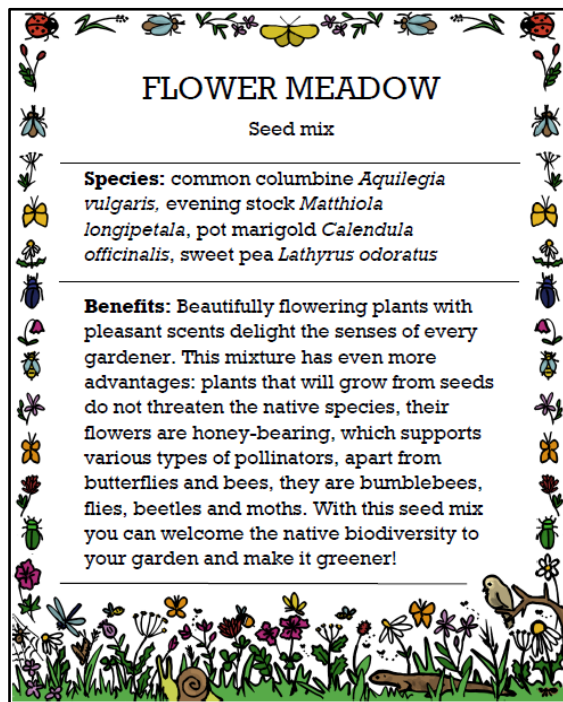 FLOWER MEADOW
Seed mix
Species: common columbine Aquilegia
vulgaris, evening stock Matthiola
longipetala, pot marigold Calendula
officinalis, sweet pea Lathyrus odoratus
Benefits: Beautifully flowering plants with
pleasant scents delight the senses of every
gardener. This mixture has even more
advantages: plants that will grow from seeds
do not threaten the native species, their
flowers are honey-bearing, which supports
various types of pollinators, apart from
butterflies and bees, they are bumblebees,
flies, beetles and moths. With this seed mix
you can welcome the native biodiversity to
your garden and make it greener!